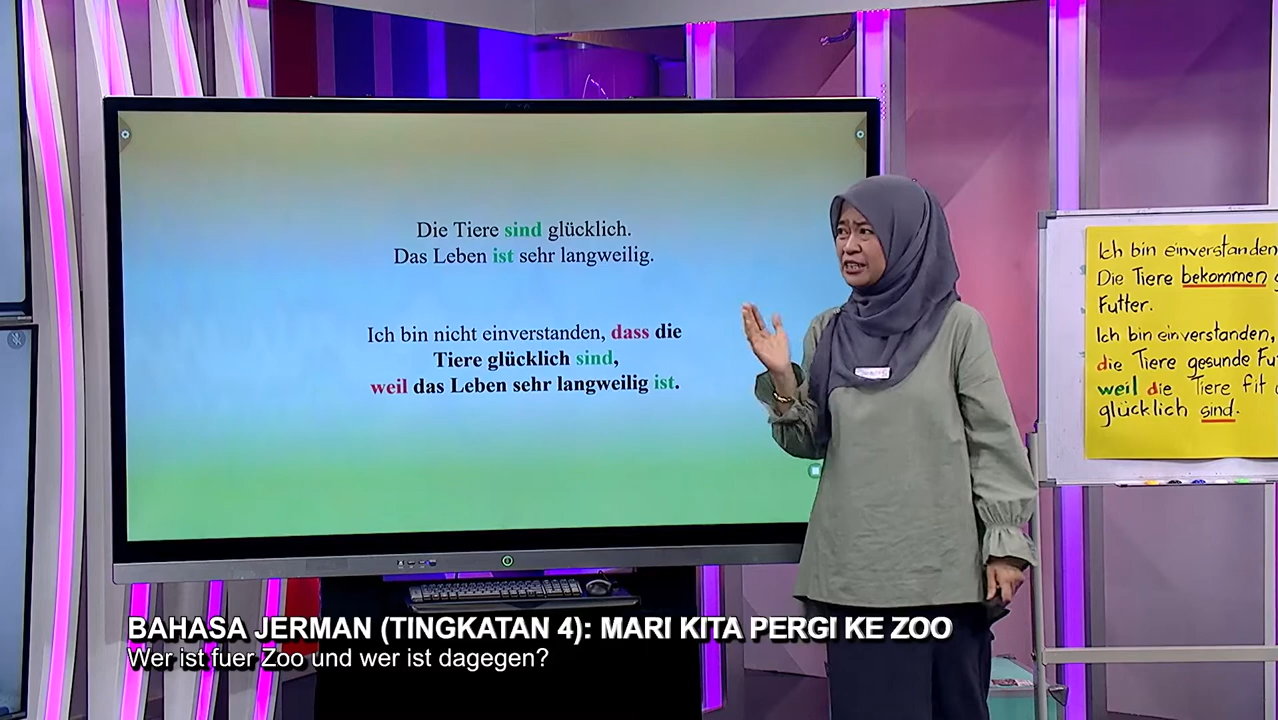 Die Tiere sind glücklich.
Das Leben ist sehr langweilig.
Ich bin nicht einverstanden, dass die
Tiere glücklich sind,
weil das Leben sehr langweilig ist.
Ich bin einverstanden
Die Tiere bekommen
Futter.
Ich bin einverstanden,
die Tiere gesunde
weil die Tiere fit
glücklich sind.
BAHASA JERMAN (TINGKATAN 4): MARI KITA PERGI KE ZOO
Wer ist fuer Zoo und wer ist dagegen?